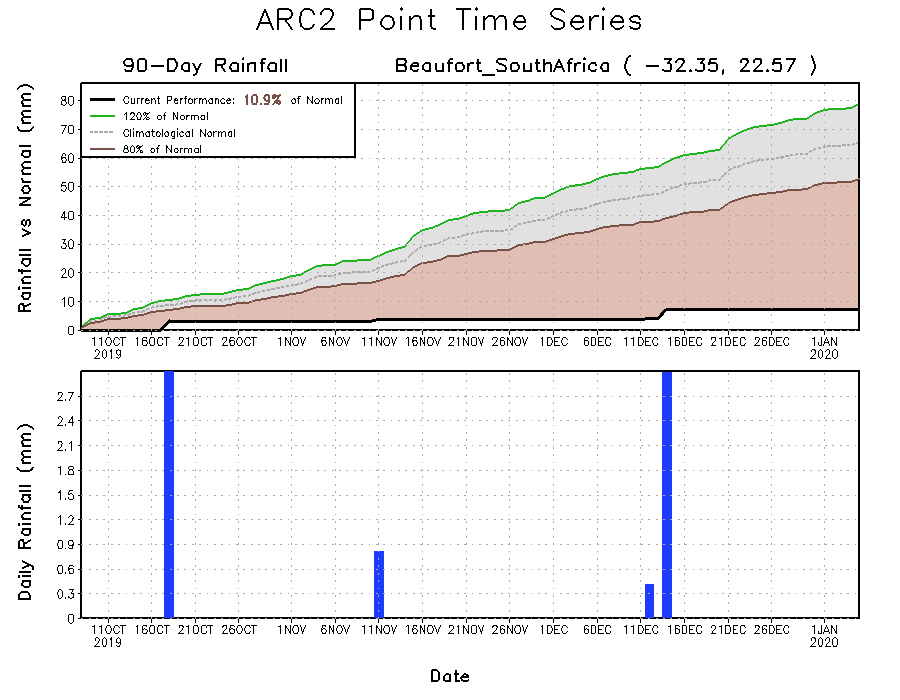 ARC2 Point Time Series
90-Day Rainfall
Beaufort_SouthAfrica ( -32.35, 22.57 )
Rainfall vs Normal (mm)
Current Performance: 10.9% of Normal
120% of Normal
Climatological Normal
80% of Normal
80
70
60
50
40
30
20
10
0
11OCT 16OCT 21OCT 26OCT 1NOV 6NOV 11NOV 16NOV 21NOV 26NOV 1DEC 6DEC 11DEC 16DEC 21DEC 26DEC 1JAN
2019 2020
Daily Rainfall (mm)
2.7
2.4
2.1
1.8
1.5
1.2
0.9
0.6
0.3
0
11OCT 16OCT 21OCT 26OCT 1NOV 6NOV 11NOV 16NOV 21NOV 26NOV 1DEC 6DEC 11DEC 16DEC 21DEC 26DEC 1JAN
2019 2020
Date